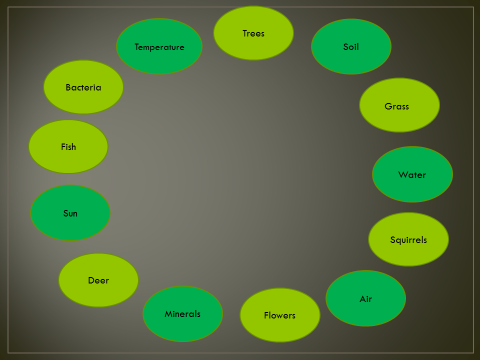 Trees
Temperature
Soil
Bacteria
Grass
Fish
Water
Sun
Squirrels
Deer
Air
Minerals
Flowers